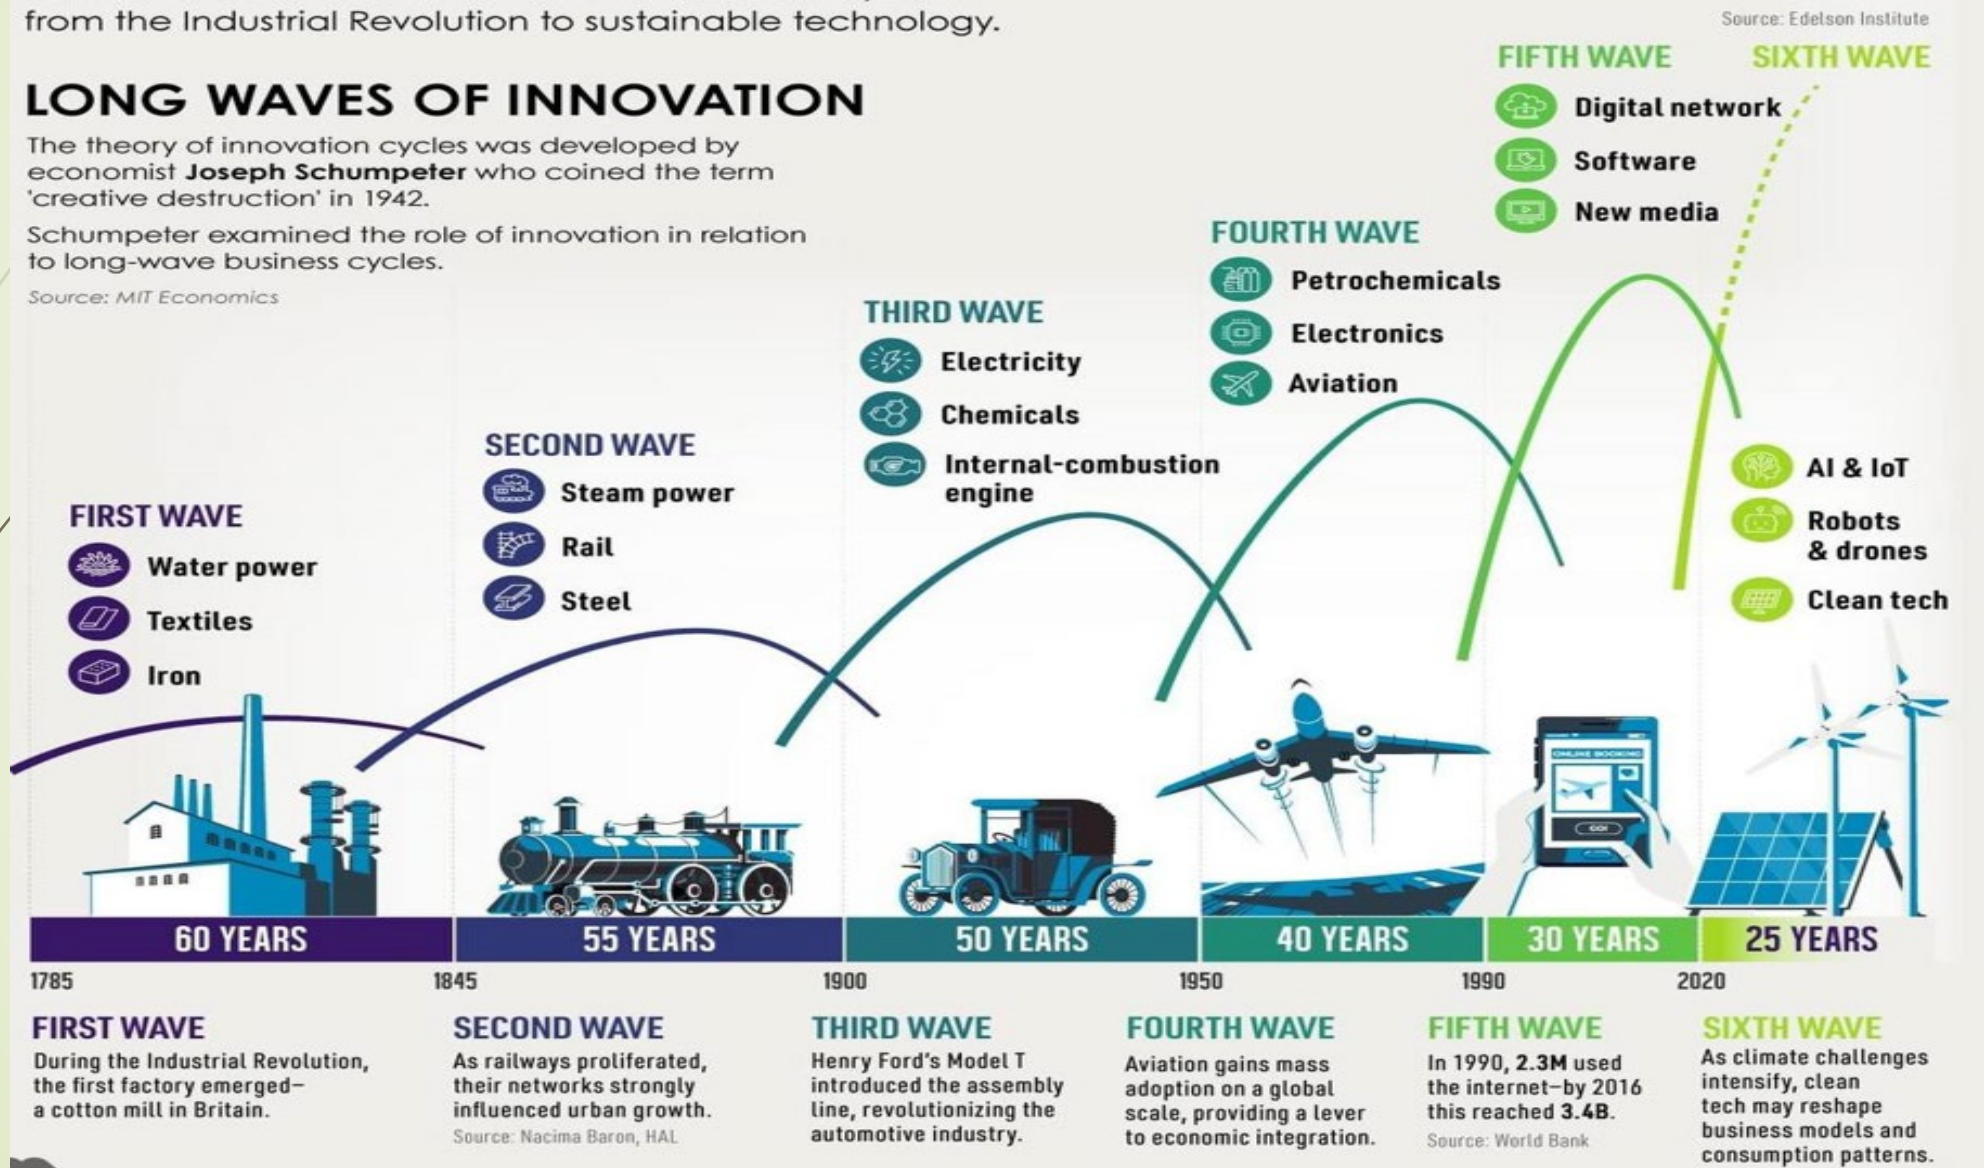 from the Industrial Revolution to sustainable technology.
Source: Edelson Institute
LONG WAVES OF INNOVATION
The theory of innovation cycles was developed by
economist Joseph Schumpeter who coined the term
'creative destruction' in 1942.
Schumpeter examined the role of innovation in relation
to long-wave business cycles.
Source: MIT Economics
FIRST WAVE
Water power
Textiles
Iron
SECOND WAVE
Steam power
Rail
Steel
THIRD WAVE
Electricity
Chemicals
Internal-combustion
engine
FOURTH WAVE
Petrochemicals
Electronics
Aviation
FIFTH WAVE
Digital network
Software
New media
SIXTH WAVE
AI & IoT
Robots
& drones
Clean tech
ONLINE BOOKING
GO!
60 YEARS
55 YEARS
50 YEARS
40 YEARS
30 YEARS
25 YEARS
1785
1845
1900
1950
1990
2020
FIRST WAVE
During the Industrial Revolution,
the first factory emerged—
a cotton mill in Britain.
SECOND WAVE
As railways proliferated,
their networks strongly
influenced urban growth.
Source: Nacima Baron, HAL
THIRD WAVE
Henry Ford's Model T
introduced the assembly
line, revolutionizing the
automotive industry.
FOURTH WAVE
Aviation gains mass
adoption on a global
scale, providing a lever
to economic integration.
FIFTH WAVE
In 1990, 2.3M used
the internet—by 2016
this reached 3.4B.
Source: World Bank
SIXTH WAVE
As climate challenges
intensify, clean
tech may reshape
business models and
consumption patterns.